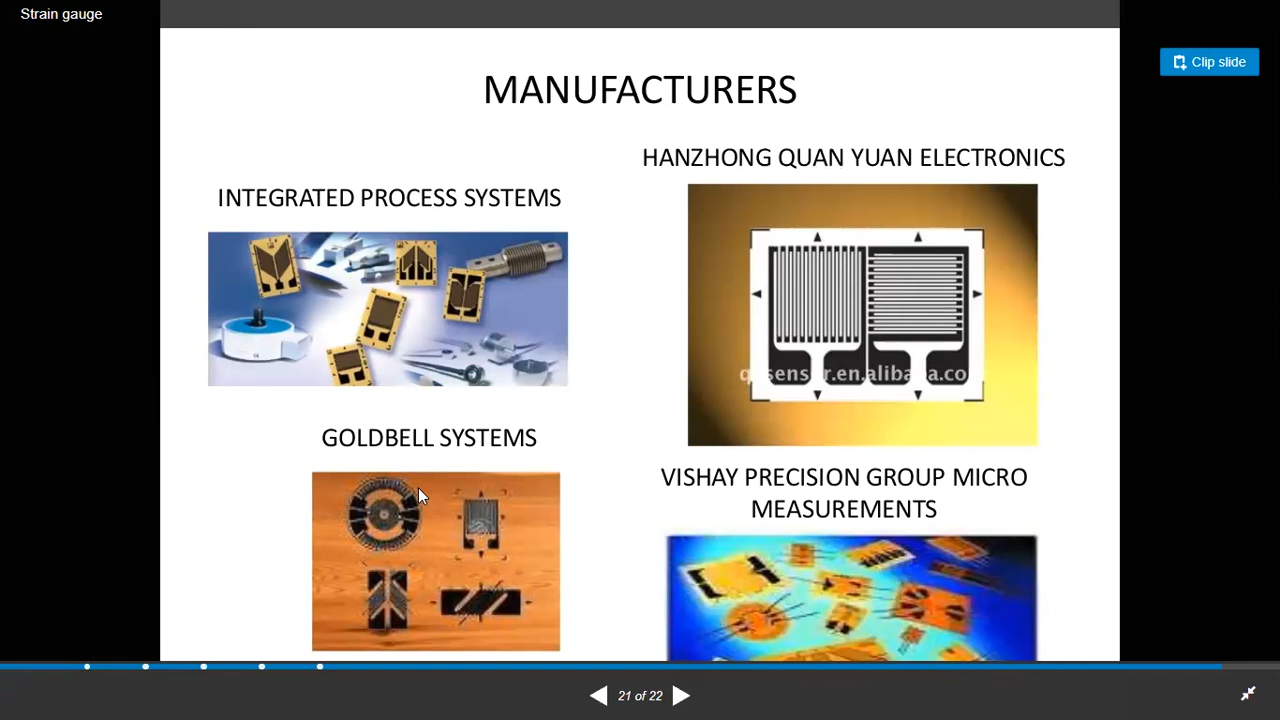 Strain gauge
Clip slide
MANUFACTURERS
HANZHONG QUAN YUAN ELECTRONICS
INTEGRATED PROCESS SYSTEMS
GOLDBELL SYSTEMS
VISHAY PRECISION GROUP MICRO
MEASUREMENTS
21 of 22